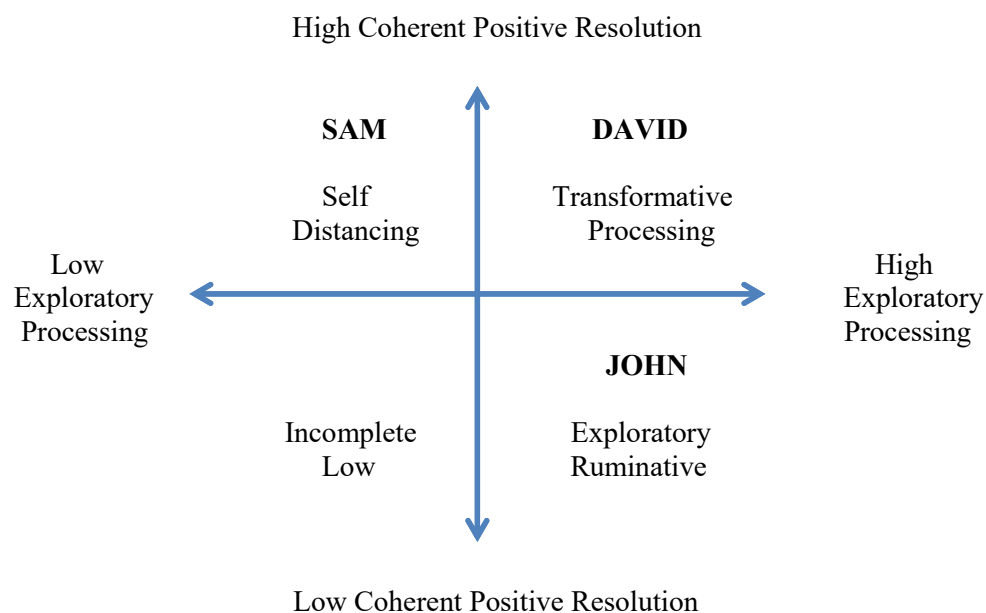 High Coherent Positive Resolution
SAM
DAVID
Self
Distancing
Transformative
Processing
Low
Exploratory
Processing
High
Exploratory
Processing
JOHN
Incomplete
Low
Exploratory
Ruminative
Low Coherent Positive Resolution